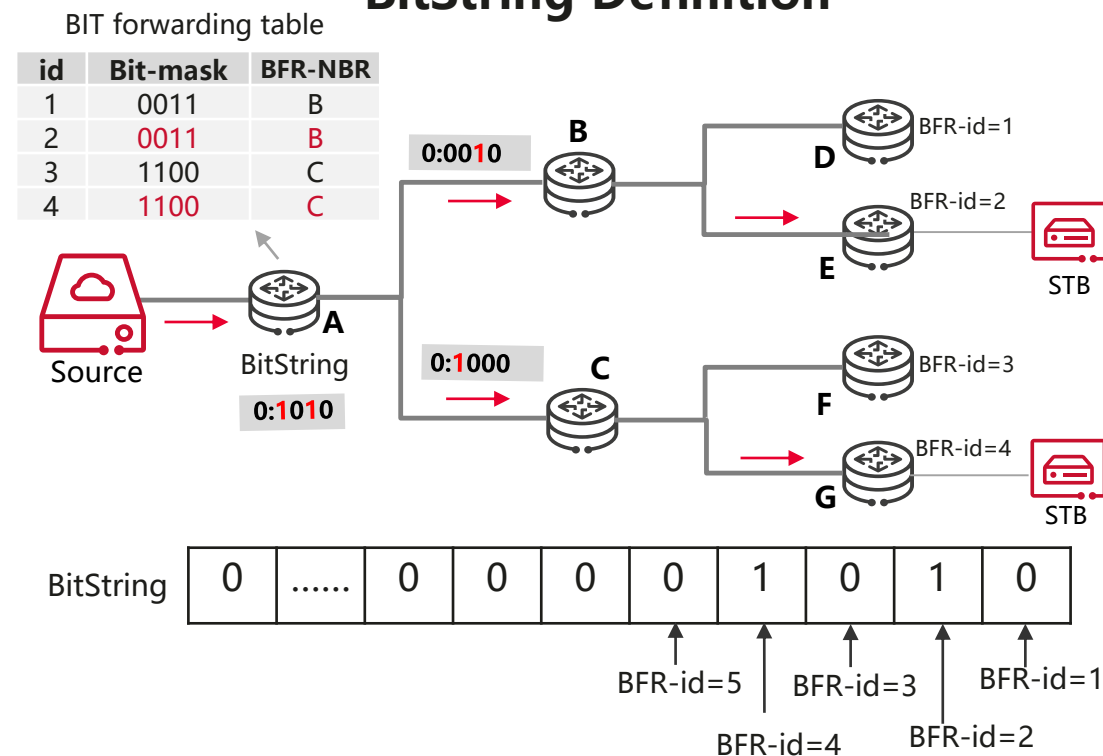 BitString Definition
BIT forwarding table
id Bit-mask BFR-NBR
1 0011 B
2 0011 B
3 1100 C
4 1100 C
0:0010
B
D
BFR-id=1
BFR-id=2
E
STB
Source
A
BitString
0:1010
0:1000
C
BFR-id=3
F
BFR-id=4
G
STB
BitString 0 ...... 0 0 0 0 1 0 1 0
BFR-id=5 BFR-id=3 BFR-id=1
BFR-id=4 BFR-id=2